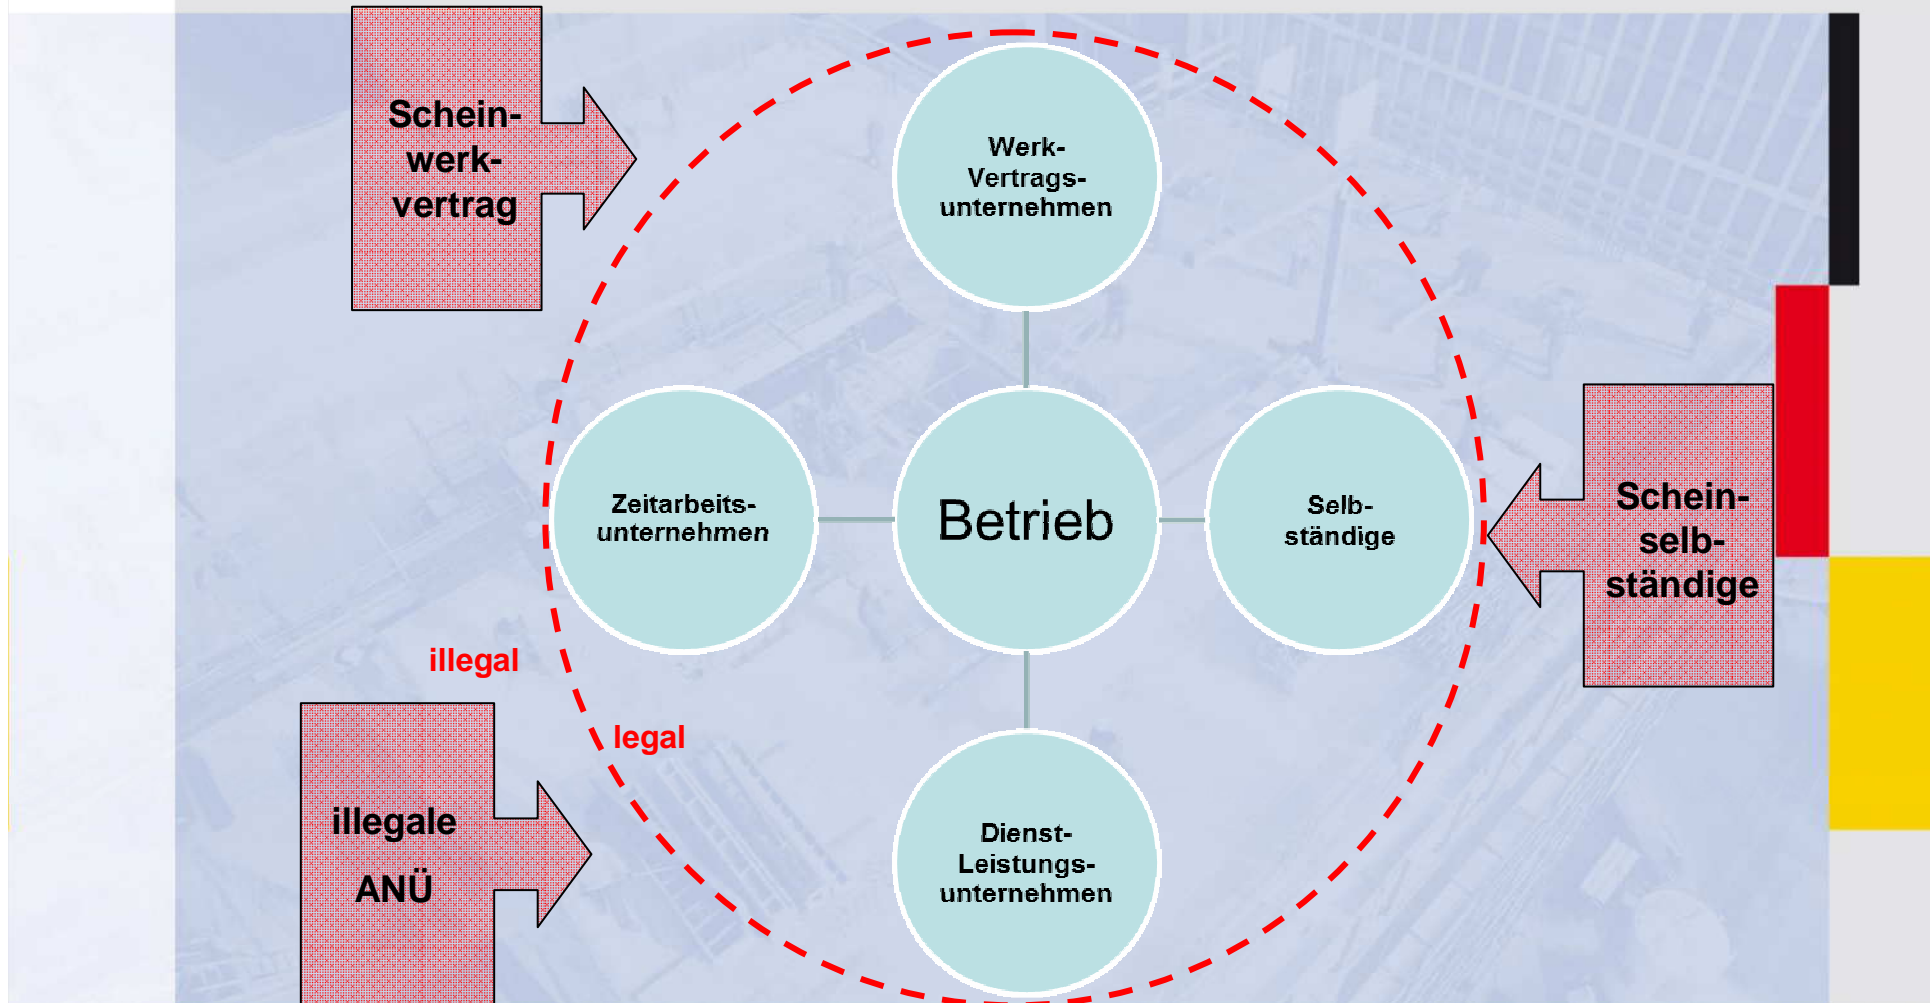 Schein-
werk-
vertrag
Werk-
Vertrags-
unternehmen
Zeitarbeits-
unternehmen
Betrieb
Selb-
ständige
Schein-
selb-
ständige
illegal
legal
illegale
ANÜ
Dienst-
Leistungs-
unternehmen